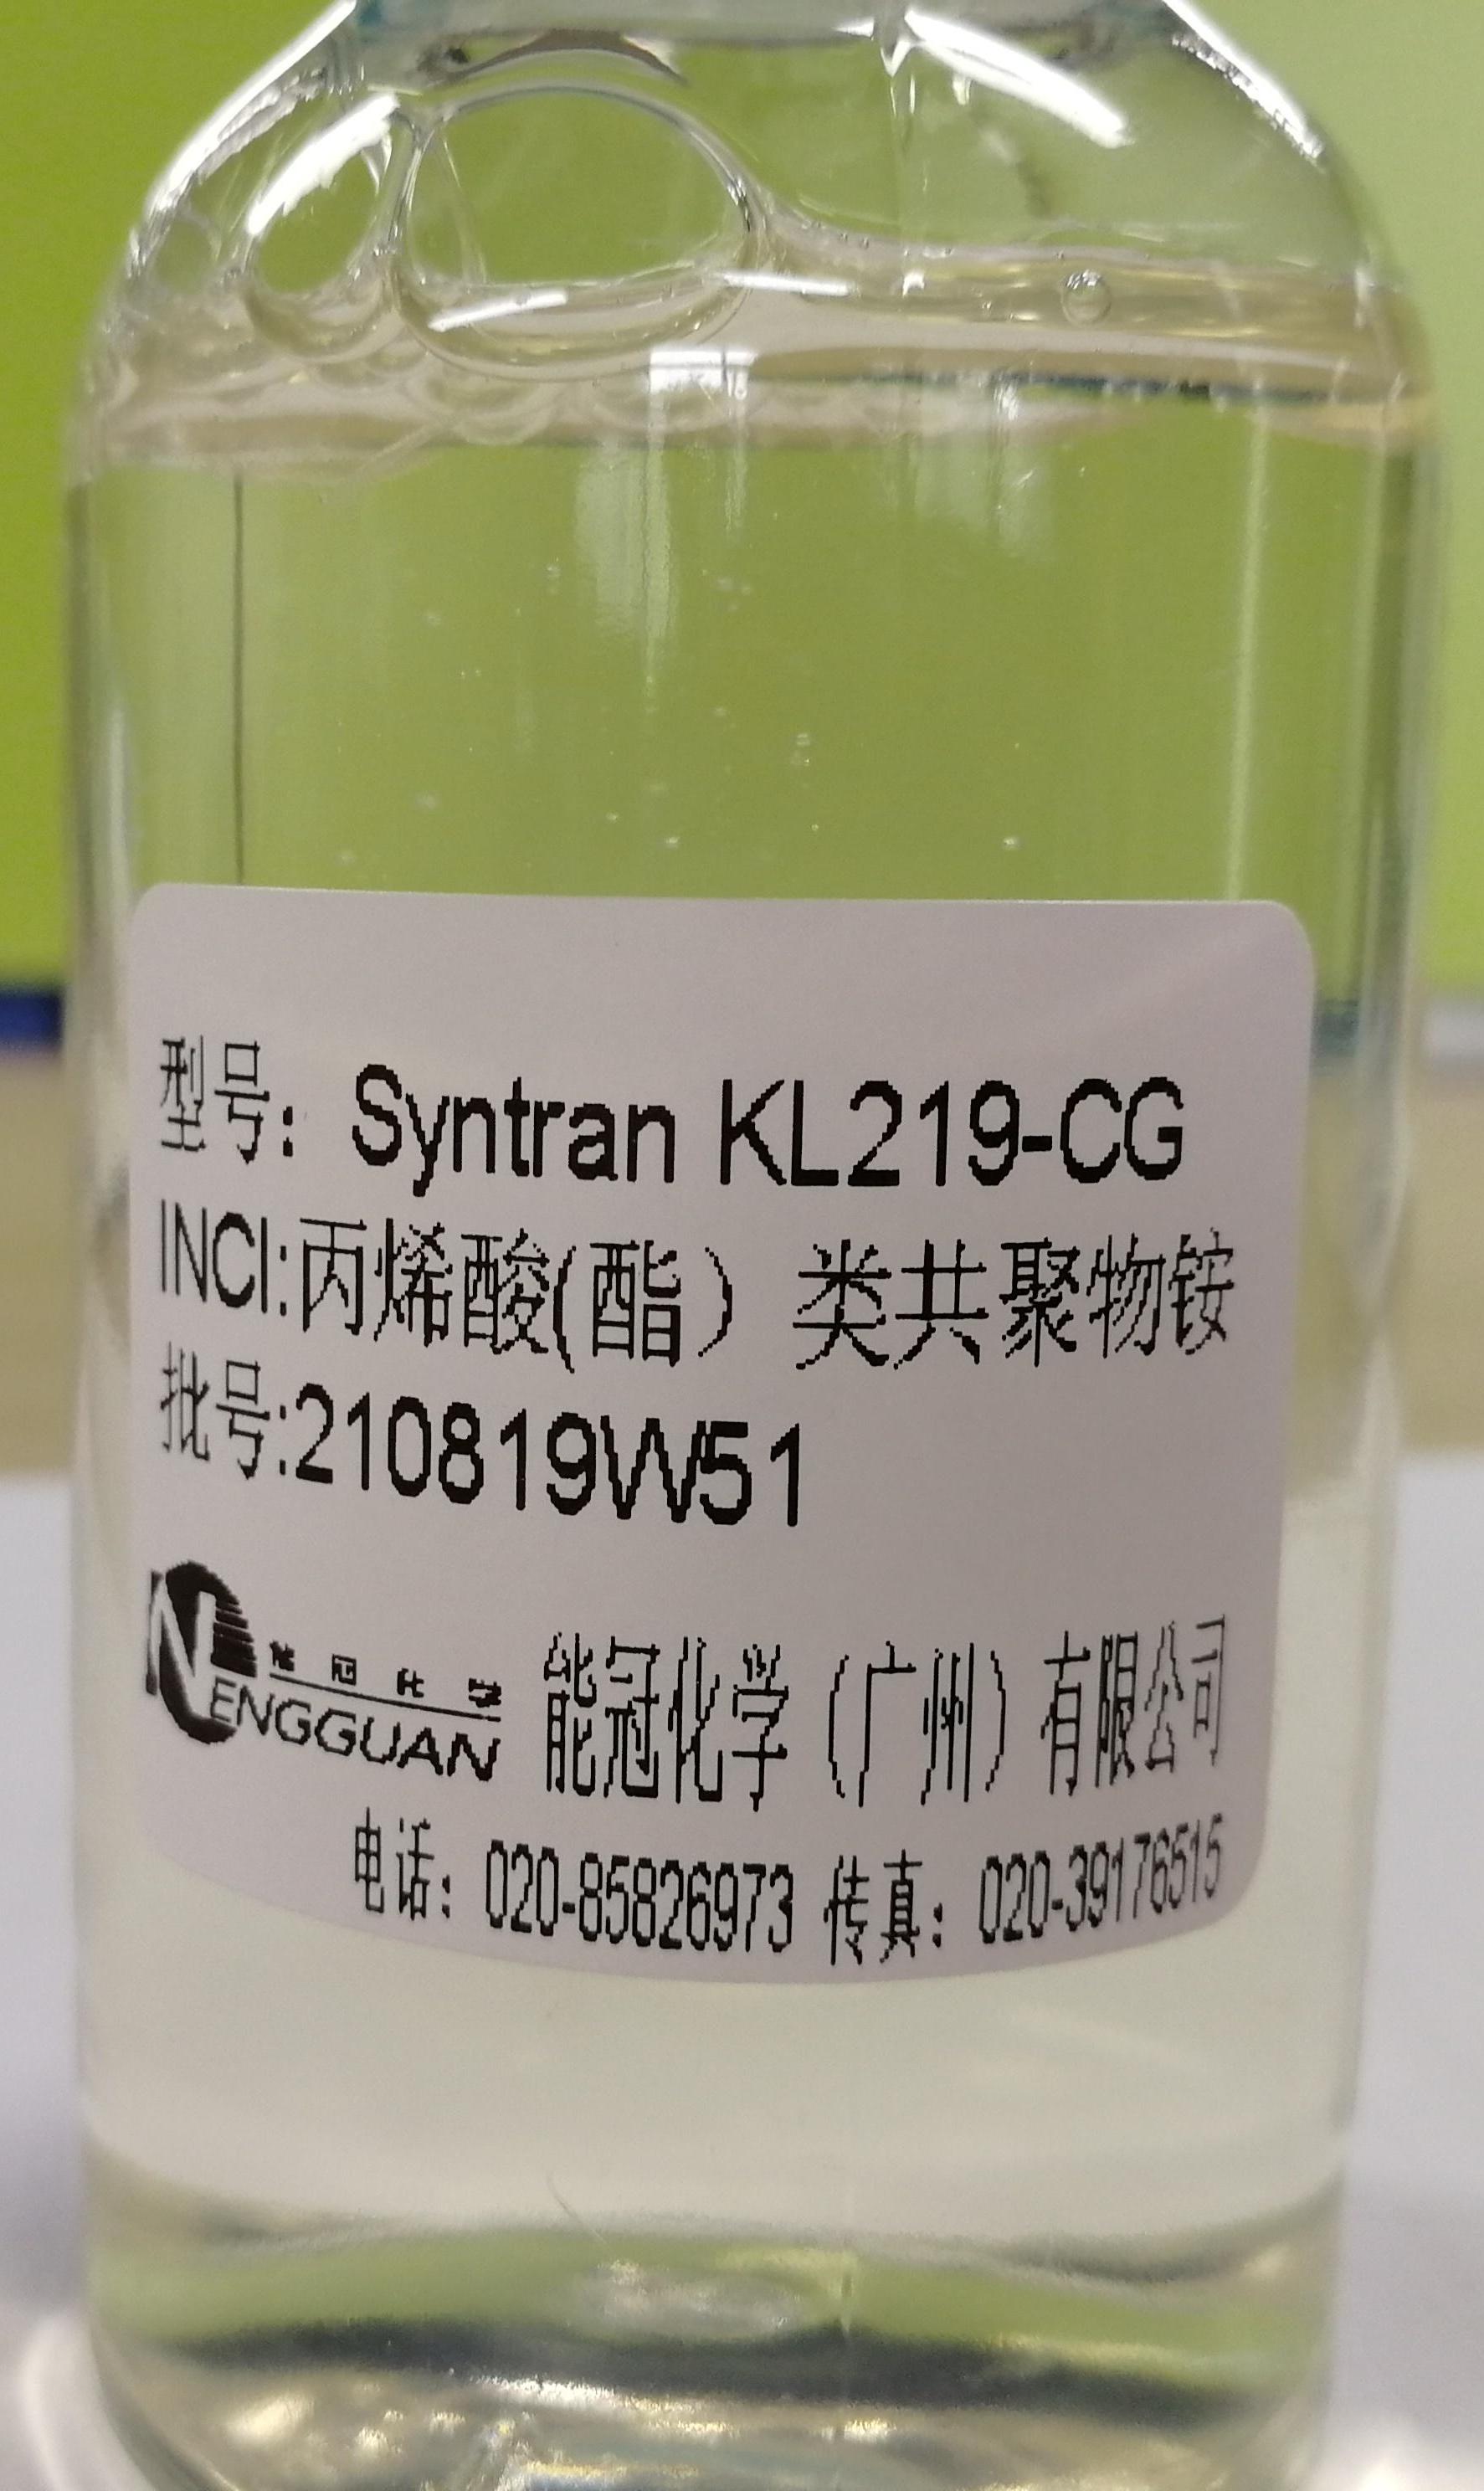 型号：Syntran KL219-CG
INCI:丙烯酸(酯）类共聚物铵
批号:210819W51
能冠化学
NENGGUAN
能冠化学（广州）有限公司
电话：020-85826973 传真：020-39176515